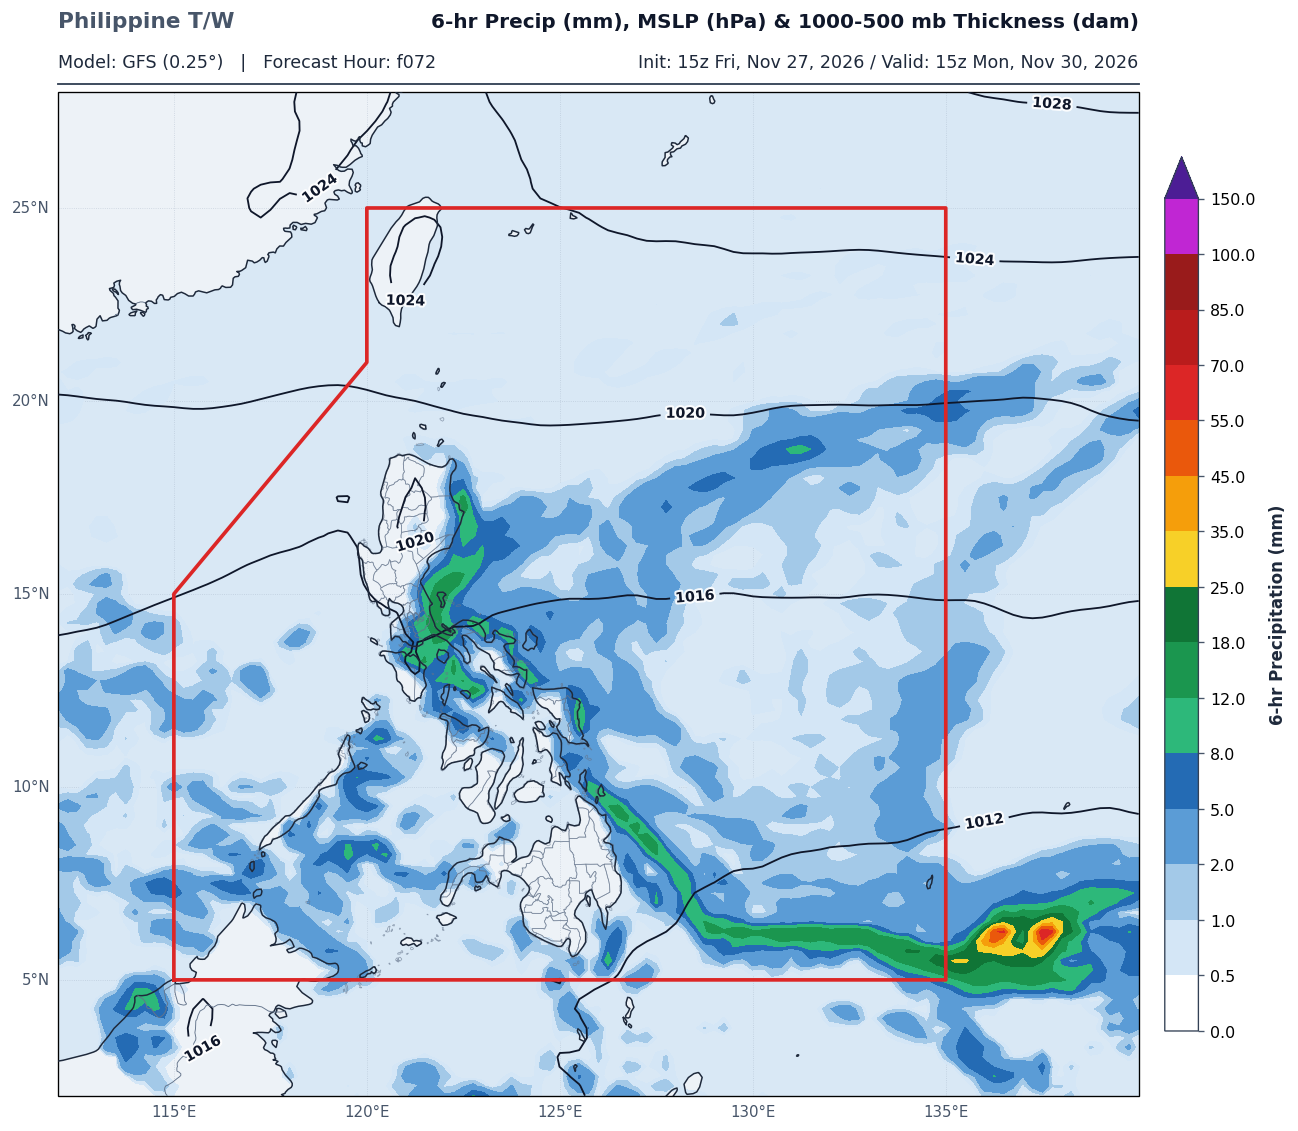 Philippine T/W
6-hr Precip (mm), MSLP (hPa) & 1000-500 mb Thickness (dam)
Model: GFS (0.25°) | Forecast Hour: f072
Init: 15z Fri, Nov 27, 2026 / Valid: 15z Mon, Nov 30, 2026
1028
1024
1024
1024
1020
1020
1016
1012
1016
25°N
20°N
15°N
10°N
5°N
115°E
120°E
125°E
130°E
135°E
150.0
100.0
85.0
70.0
55.0
45.0
35.0
25.0
18.0
12.0
8.0
5.0
2.0
1.0
0.5
0.0
6-hr Precipitation (mm)